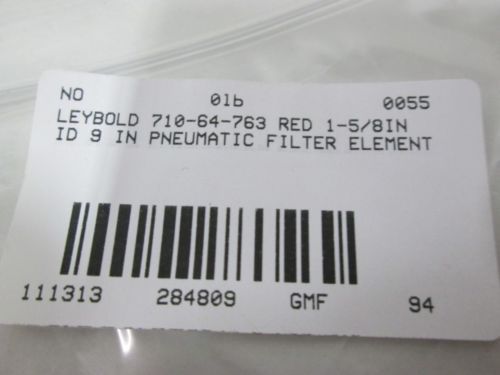 NO 01b 0055
LEYBOLD 710-64-763 RED 1-5/8IN
ID 9 IN PNEUMATIC FILTER ELEMENT
111313 284809 GMF 94